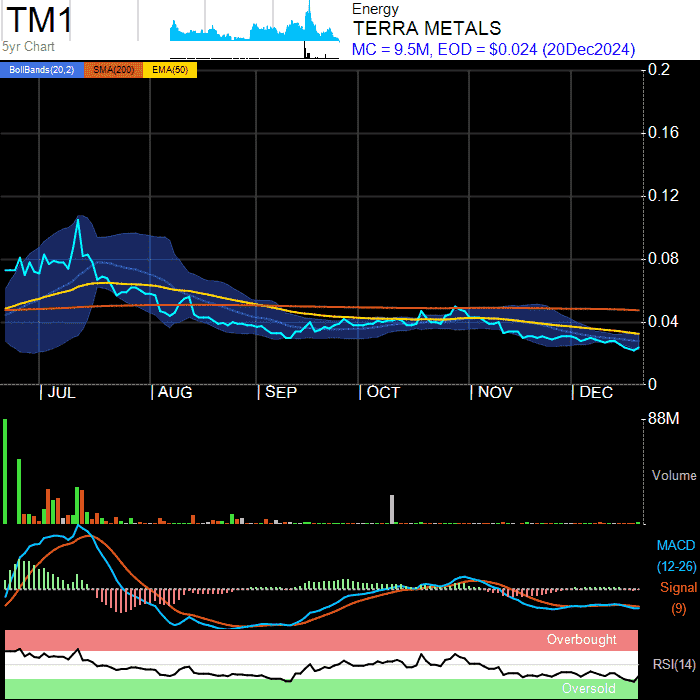 TM1
5yr Chart
Energy
TERRA METALS
MC = 9.5M, EOD = $0.024 (20Dec2024)
BollBands(20,2) SMA(200) EMA(50)
0.2
0.16
0.12
0.08
0.04
0
JUL AUG SEP OCT NOV DEC
88M
Volume
MACD
(12-26)
Signal
(9)
Overbought
RSI(14)
Oversold